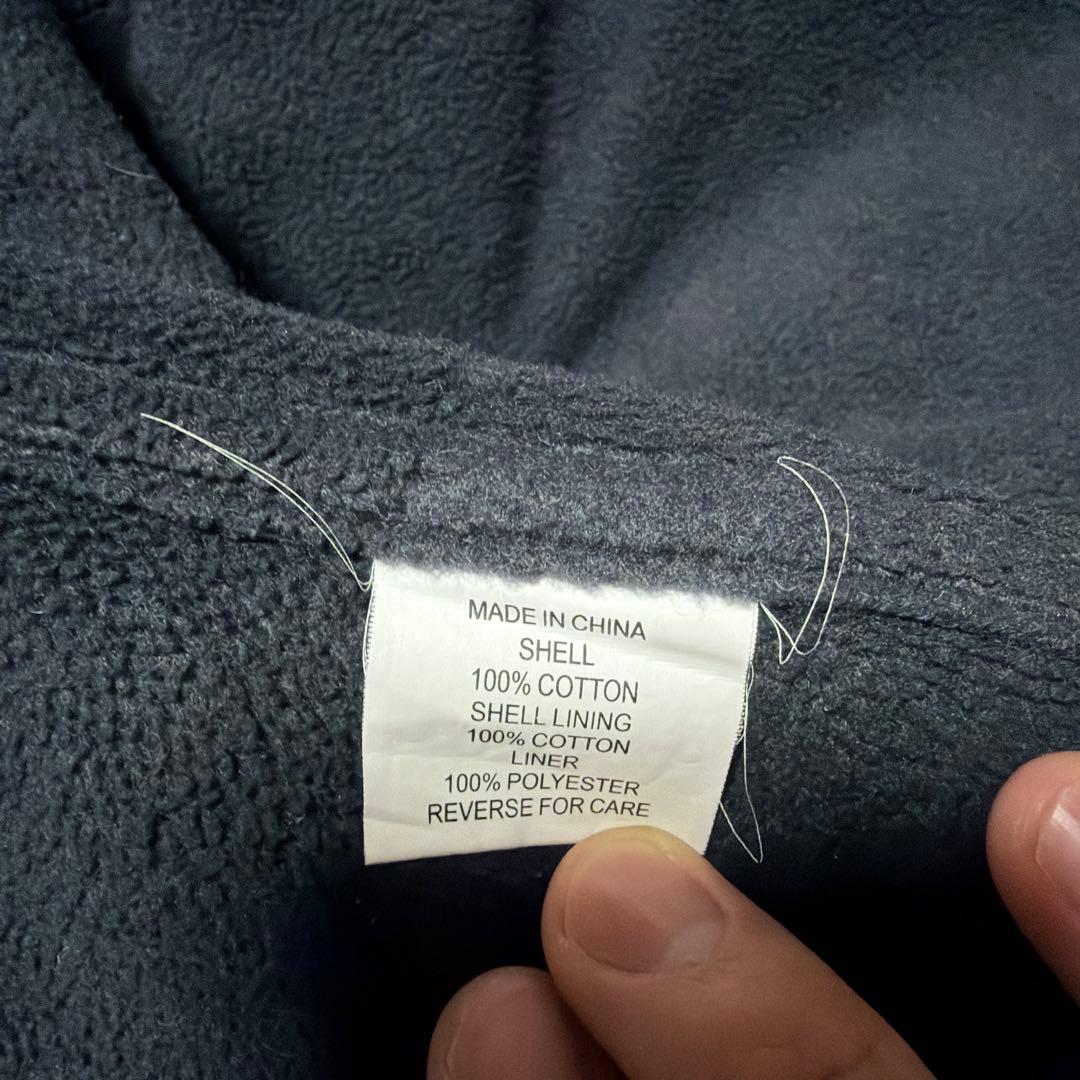 MADE IN CHINA
SHELL
100% COTTON
SHELL LINING
100% COTTON
LINER
100% POLYESTER
REVERSE FOR CARE